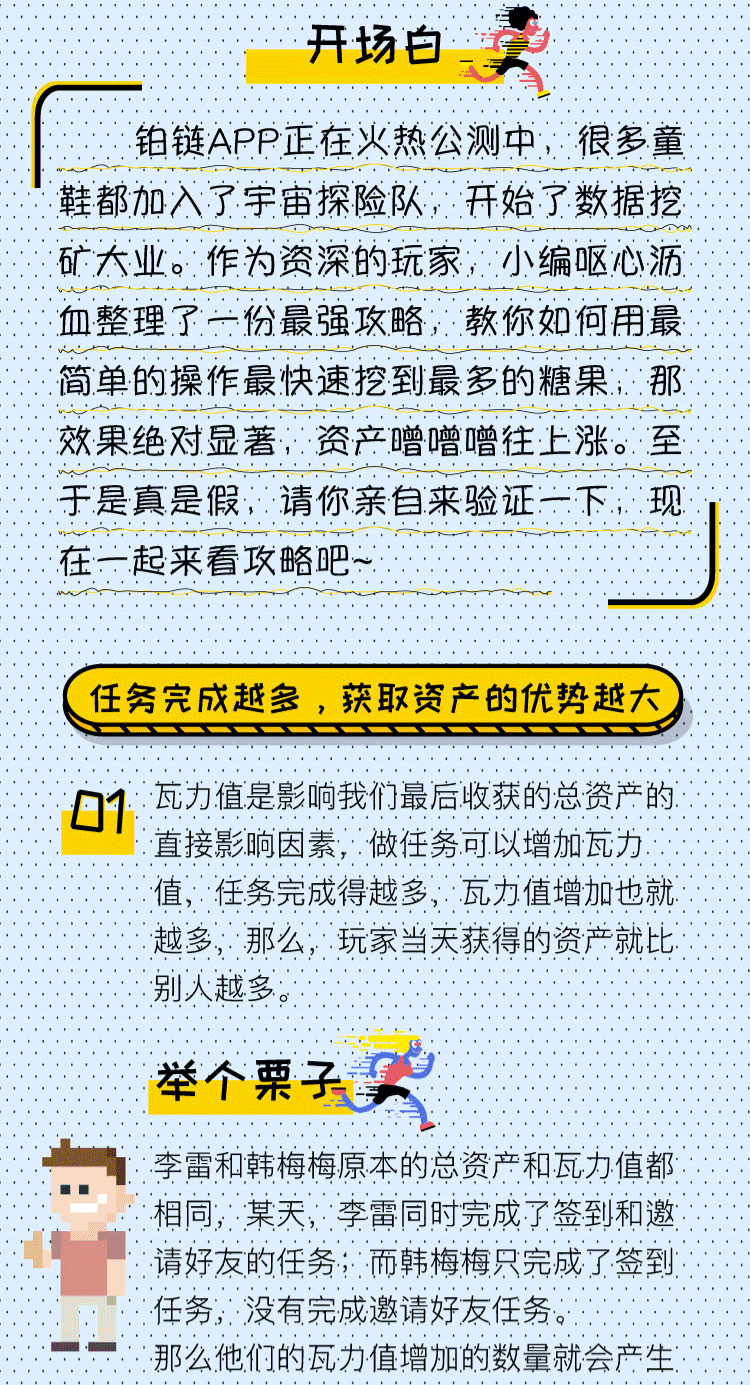 开场白
铂链APP正在火热公测中，很多童
鞋都加入了宇宙探险队，开始了数据挖
矿大业。作为资深的玩家，小编呕心沥
血整理了一份最强攻略，教你如何用最
简单的操作最快速挖到最多的糖果，那
效果绝对显著，资产噌噌噌往上涨。至
于是真是假，请你亲自来验证一下，现
在一起来看攻略吧~
任务完成越多，获取资产的优势越大
01
瓦力值是影响我们最后收获的总资产的
直接影响因素，做任务可以增加瓦力
值，任务完成得越多，瓦力值增加也就
越多，那么，玩家当天获得的资产就比
别人越多。
举个栗子
李雷和韩梅梅原本的总资产和瓦力值都
相同，某天，李雷同时完成了签到和邀
请好友的任务；而韩梅梅只完成了签到
任务，没有完成邀请好友任务。
那么他们的瓦力值增加的数量就会产生